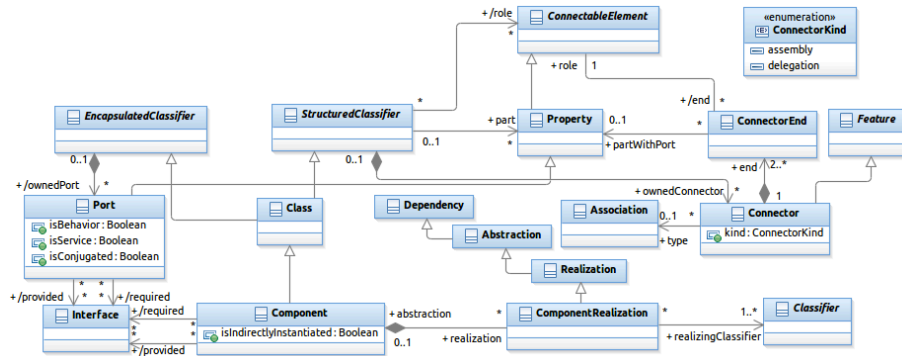 +/role
*
ConnectableElement
«enumeration»
ConnectorKind
assembly
delegation
+ role
1
*
+/end
EncapsulatedClassifier
StructuredClassifier
+ part
0..1
*
Property
0..1
*
+ partWithPort
ConnectorEnd
Feature
0..1
0..1
+ end
2..*
+/ownedPort
*
+ ownedConnector
*
1
Port
isBehavior : Boolean
isService : Boolean
isConjugated : Boolean
Class
Dependency
Abstraction
Realization
Association
0..1
*
+ type
Connector
kind : ConnectorKind
*
*
*
*
+/provided
+/required
Interface
+/required
*
*
*
*
+/provided
Component
isIndirectlyInstantiated : Boolean
+ abstraction
0..1
*
+ realization
ComponentRealization
*
1..*
+ realizingClassifier
Classifier